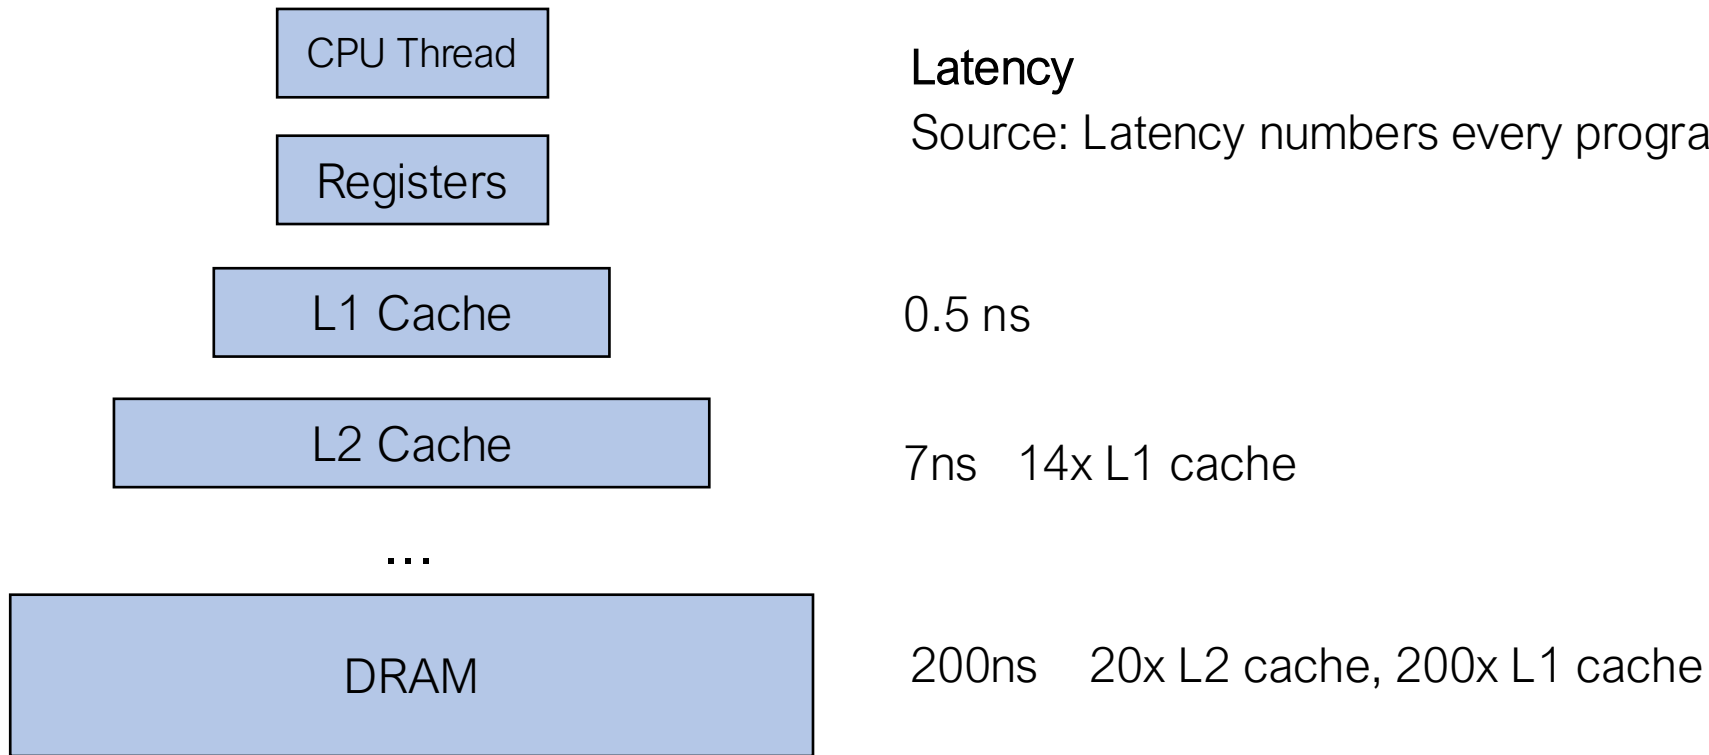 CPU Thread
Latency
Source: Latency numbers every progra
Registers
L1 Cache
0.5 ns
L2 Cache
7ns 14x L1 cache
...
DRAM
200ns 20x L2 cache, 200x L1 cache